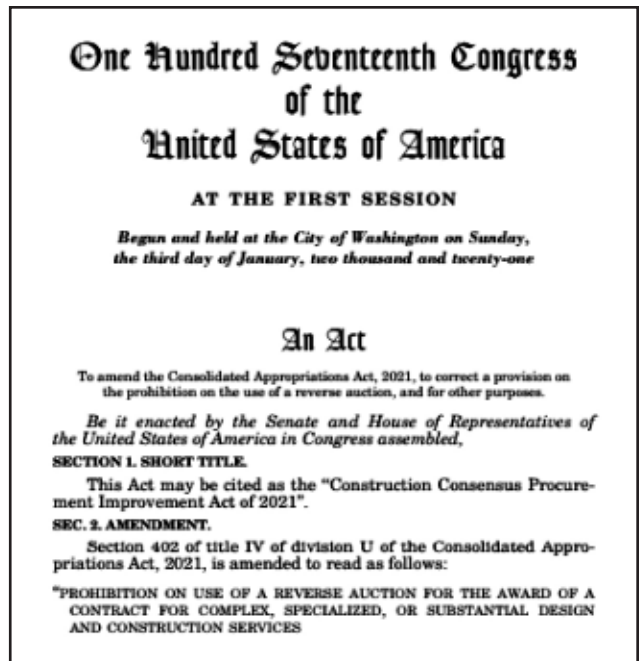 One Hundred Seventeenth Congress
of the
United States of America
AT THE FIRST SESSION
Begun and held at the City of Washington on Sunday,
the third day of January, two thousand and twenty-one
An Act
To amend the Consolidated Appropriations Act, 2021, to correct a provision on
the prohibition on the use of a reverse auction, and for other purposes.
Be it enacted by the Senate and House of Representatives of
the United States of America in Congress assembled,
SECTION 1. SHORT TITLE.
This Act may be cited as the “Construction Consensus Procure-
ment Improvement Act of 2021”.
SEC. 2. AMENDMENT.
Section 402 of title IV of division U of the Consolidated Appro-
priations Act, 2021, is amended to read as follows:
“PROHIBITION ON USE OF A REVERSE AUCTION FOR THE AWARD OF A
CONTRACT FOR COMPLEX, SPECIALIZED, OR SUBSTANTIAL DESIGN
AND CONSTRUCTION SERVICES